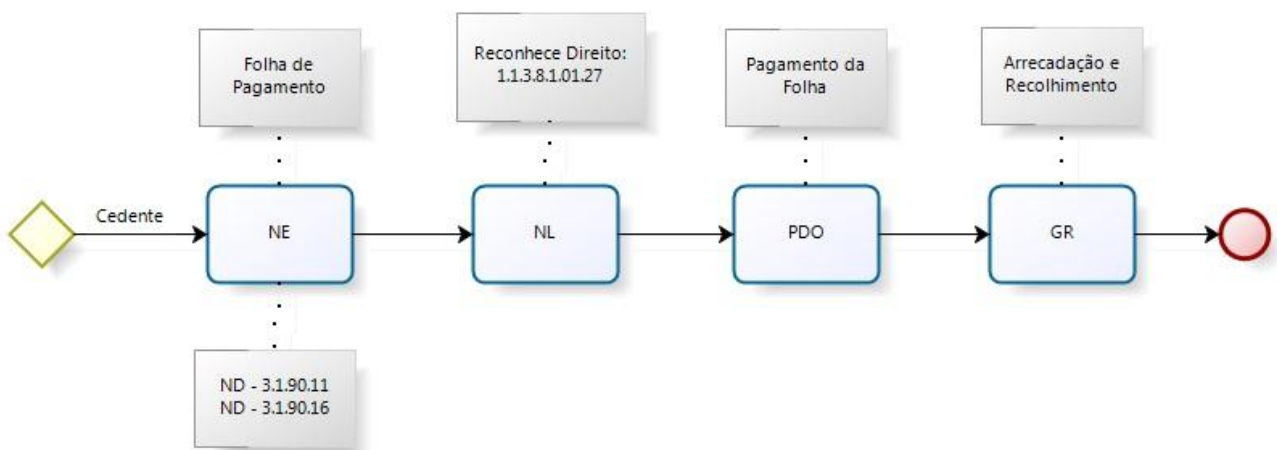 Folha de
Pagamento
Reconhece Direito:
1.1.3.8.1.01.27
Pagamento da
Folha
Arrecadação e
Recolhimento
Cedente
NE
NL
PDO
GR
ND - 3.1.90.11
ND - 3.1.90.16